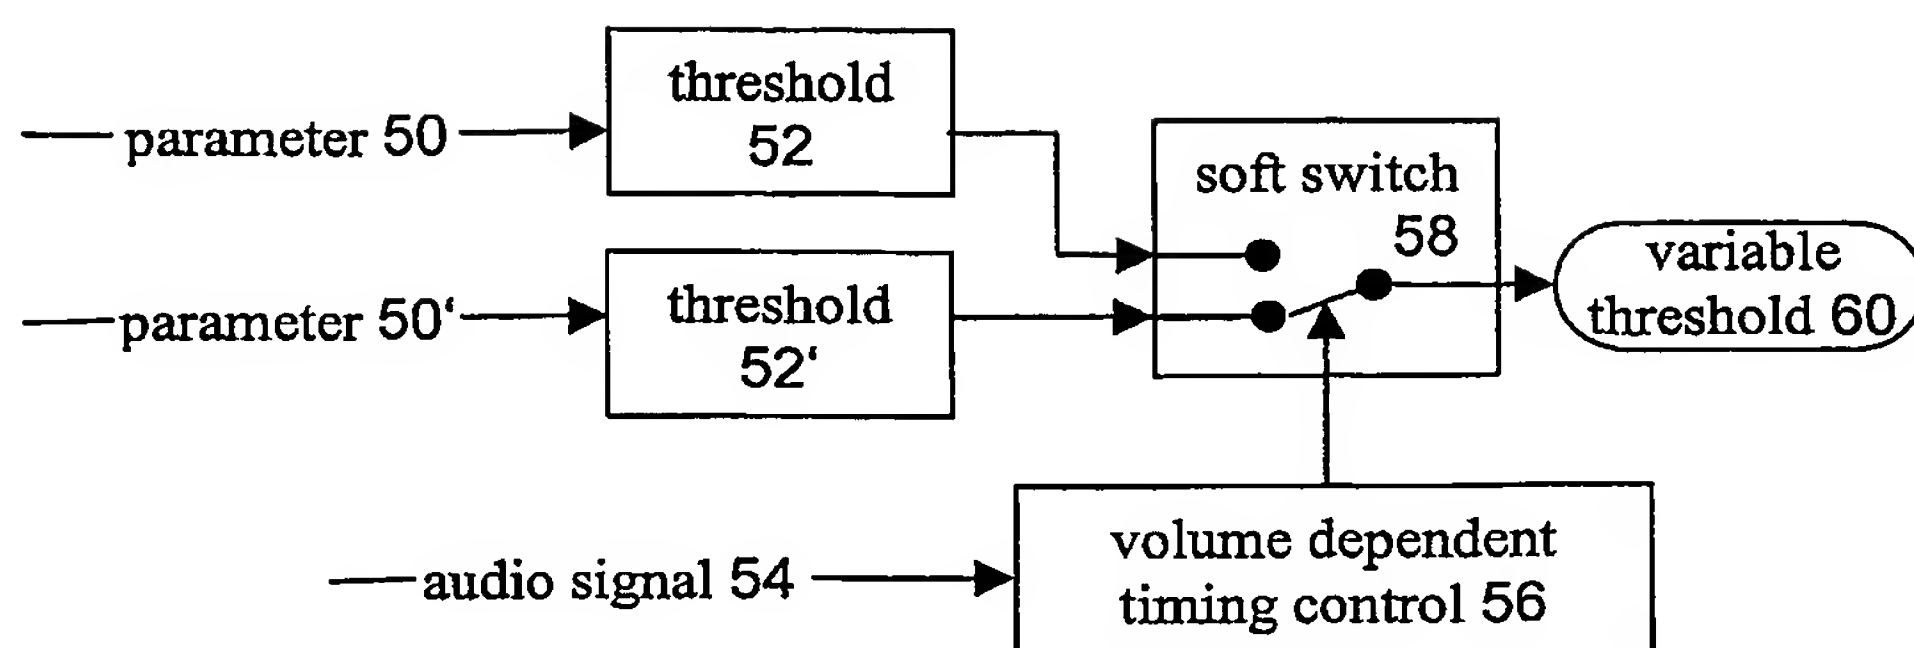 parameter 50
threshold
52
soft switch
58
variable
threshold 60
parameter 50‘
threshold
52‘
audio signal 54
volume dependent
timing control 56